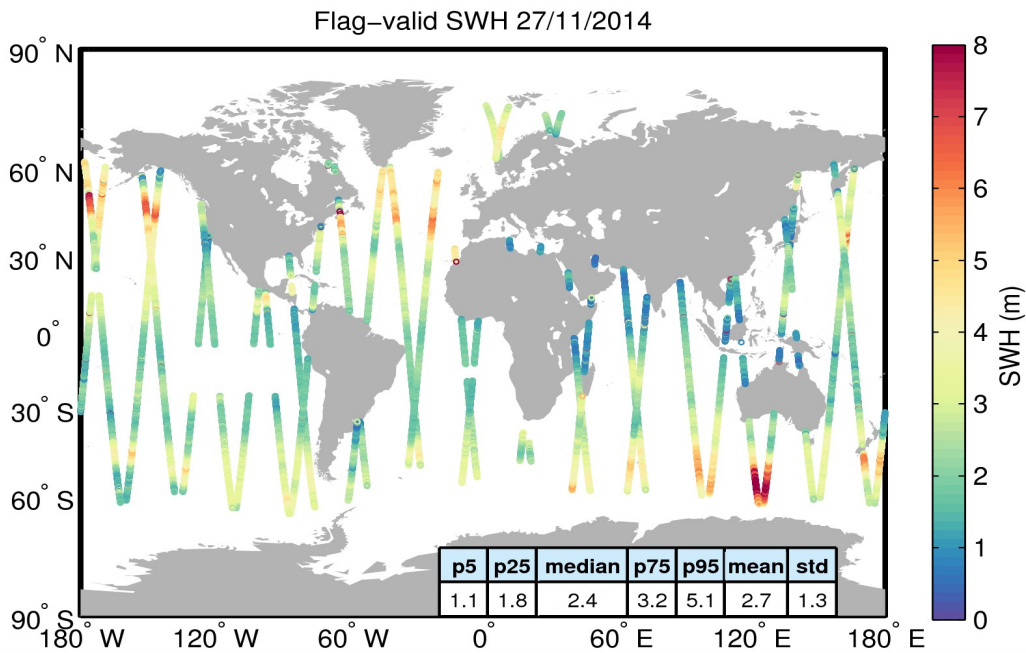 Flag−valid SWH 27/11/2014
90° N
60° N
30° N
0°
30° S
60° S
90° S
180° W
120° W
60° W
0°
60° E
120° E
180° E
p5 p25 median p75 p95 mean std
1.1 1.8 2.4 3.2 5.1 2.7 1.3
8
7
6
5
4
3
2
1
0
SWH (m)